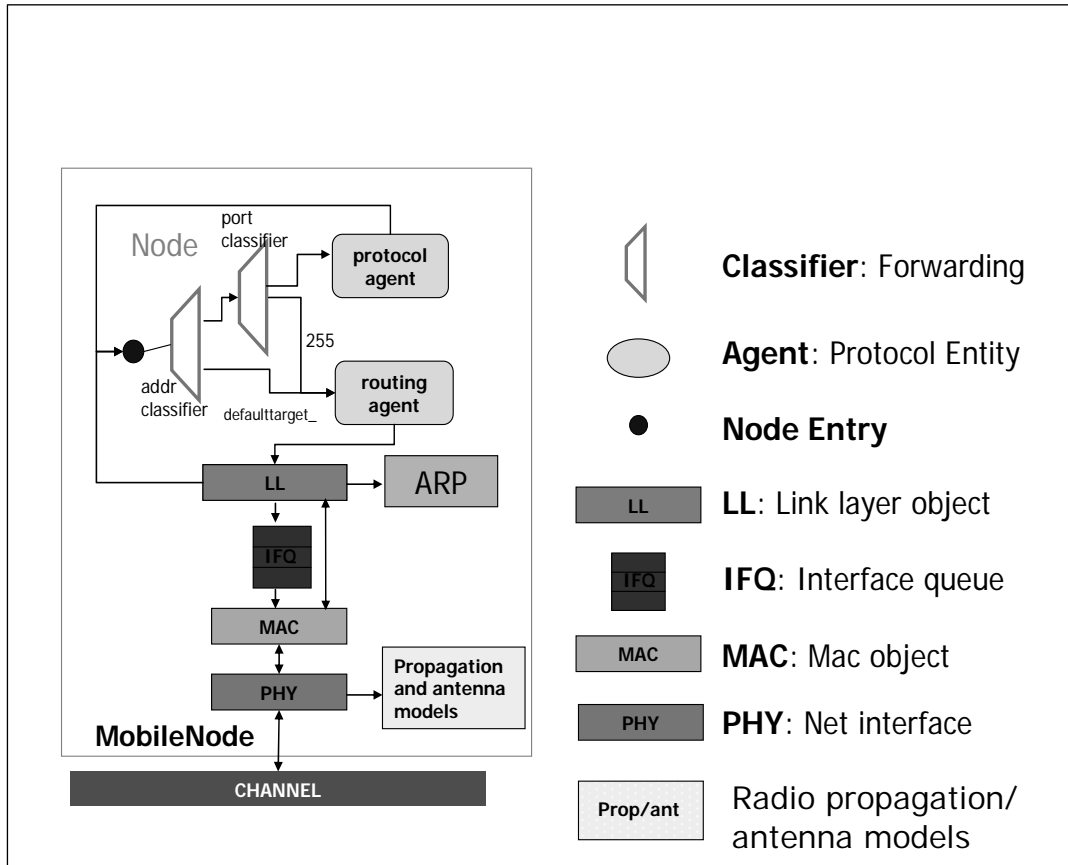 port
classifier
Node
protocol
agent
255
addr
classifier
defaulttarget_
routing
agent
LL
ARP
IFQ
MAC
PHY
Propagation
and antenna
models
MobileNode
CHANNEL
Classifier: Forwarding
Agent: Protocol Entity
Node Entry
LL
LL: Link layer object
IFQ
IFQ: Interface queue
MAC
MAC: Mac object
PHY
PHY: Net interface
Prop/ant
Radio propagation/
antenna models